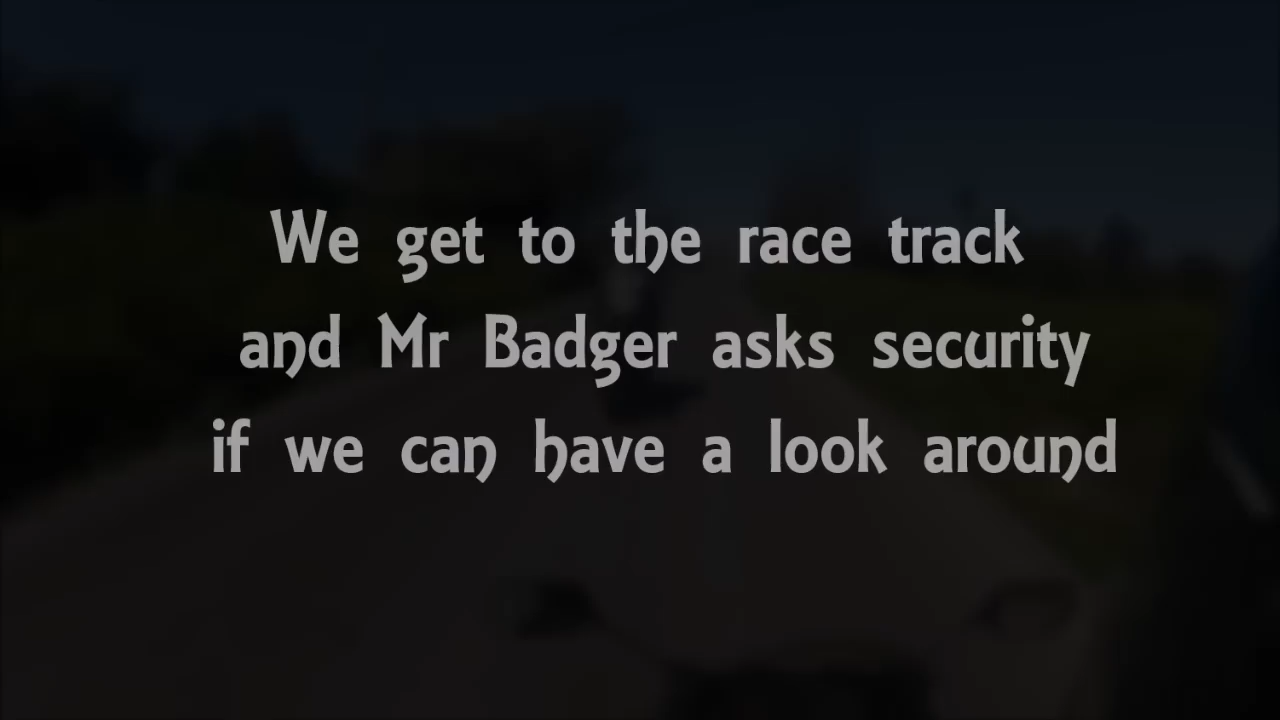 We get to the race track
and Mr Badger asks security
if we can have a look around